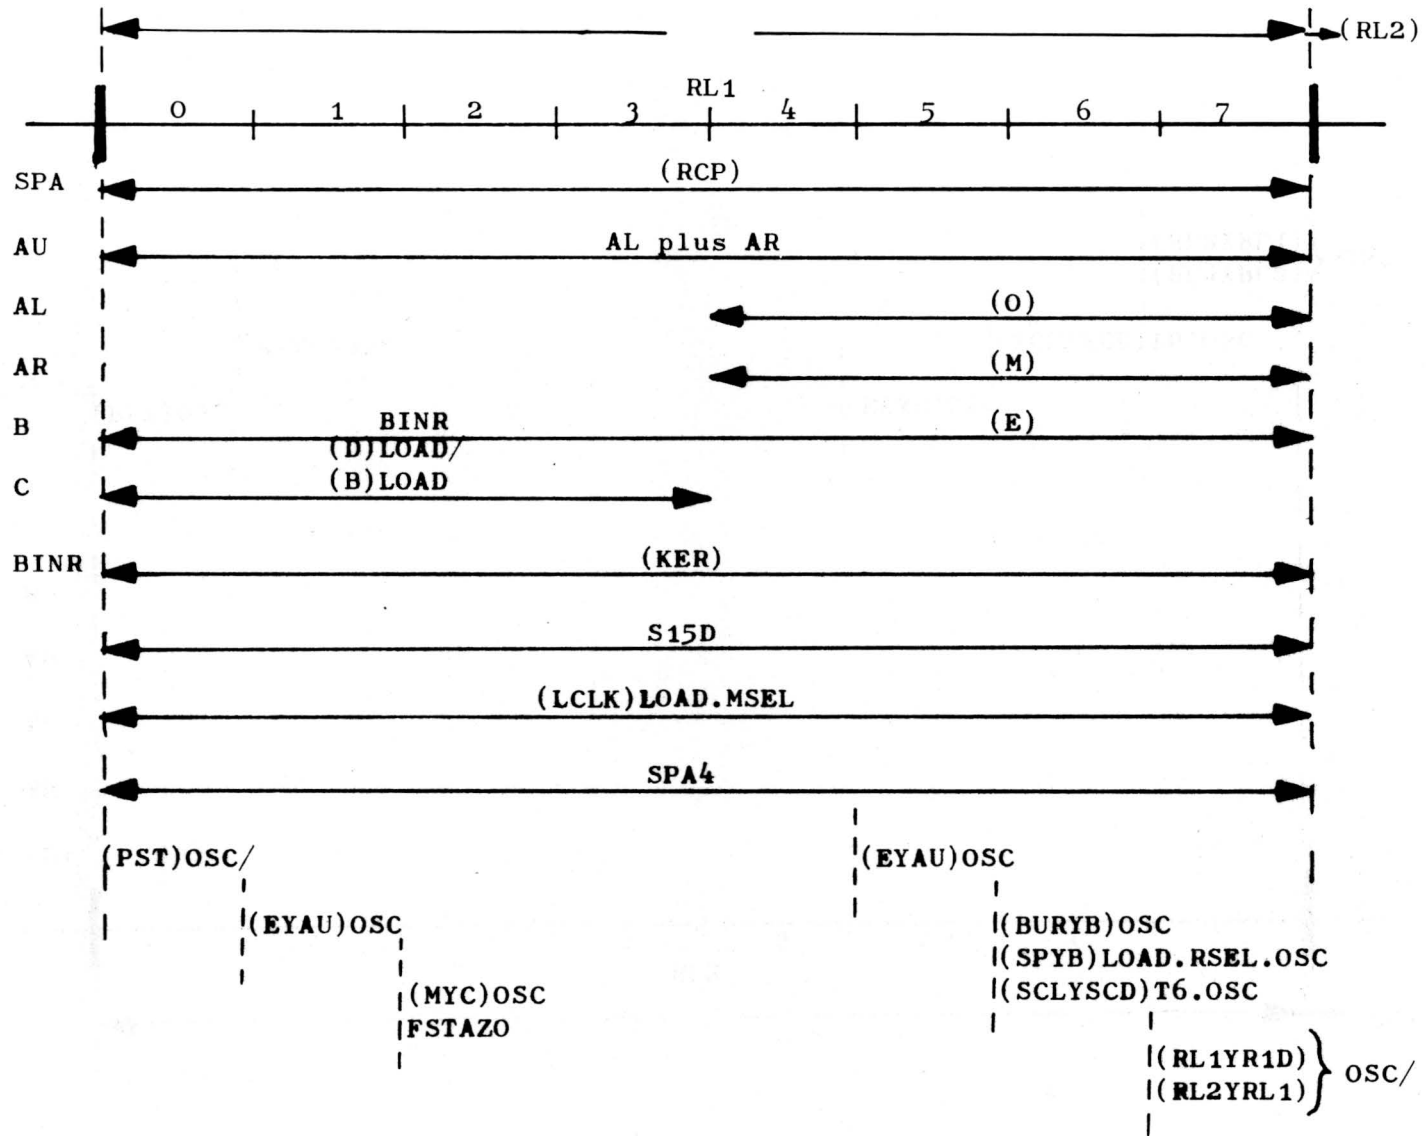 (RL2)
RL1
0 1 2 3 4 5 6 7
SPA (RCP)
AU AL plus AR
AL (O)
AR (M)
B BINR (E)
(D)LOAD/
C (B)LOAD
BINR (KER)
S15D
(LCLK)LOAD.MSEL
SPA4
(PST)OSC/ (EYAU)OSC
(EYAU)OSC (BURYB)OSC
(SPYB)LOAD.RSEL.OSC
(MYC)OSC (SCLYSCD)T6.OSC
FSTAZO
(RL1YR1D)
(RL2YRL1) OSC/